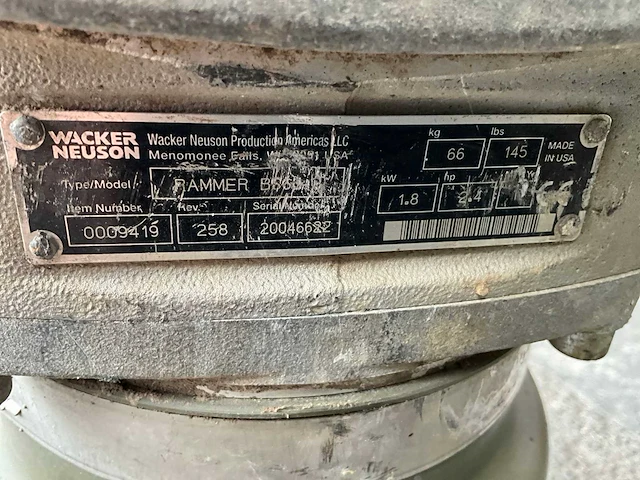 WACKER NEUSON
Wacker Neuson Production Americas LLC
Menomonee Falls, USA
kg lbs
66 145
MADE IN USA
Type/Model
RAMMER
kW hp
1.8 2.4
Item Number Rev. Serial Number
0009419 258 20046622